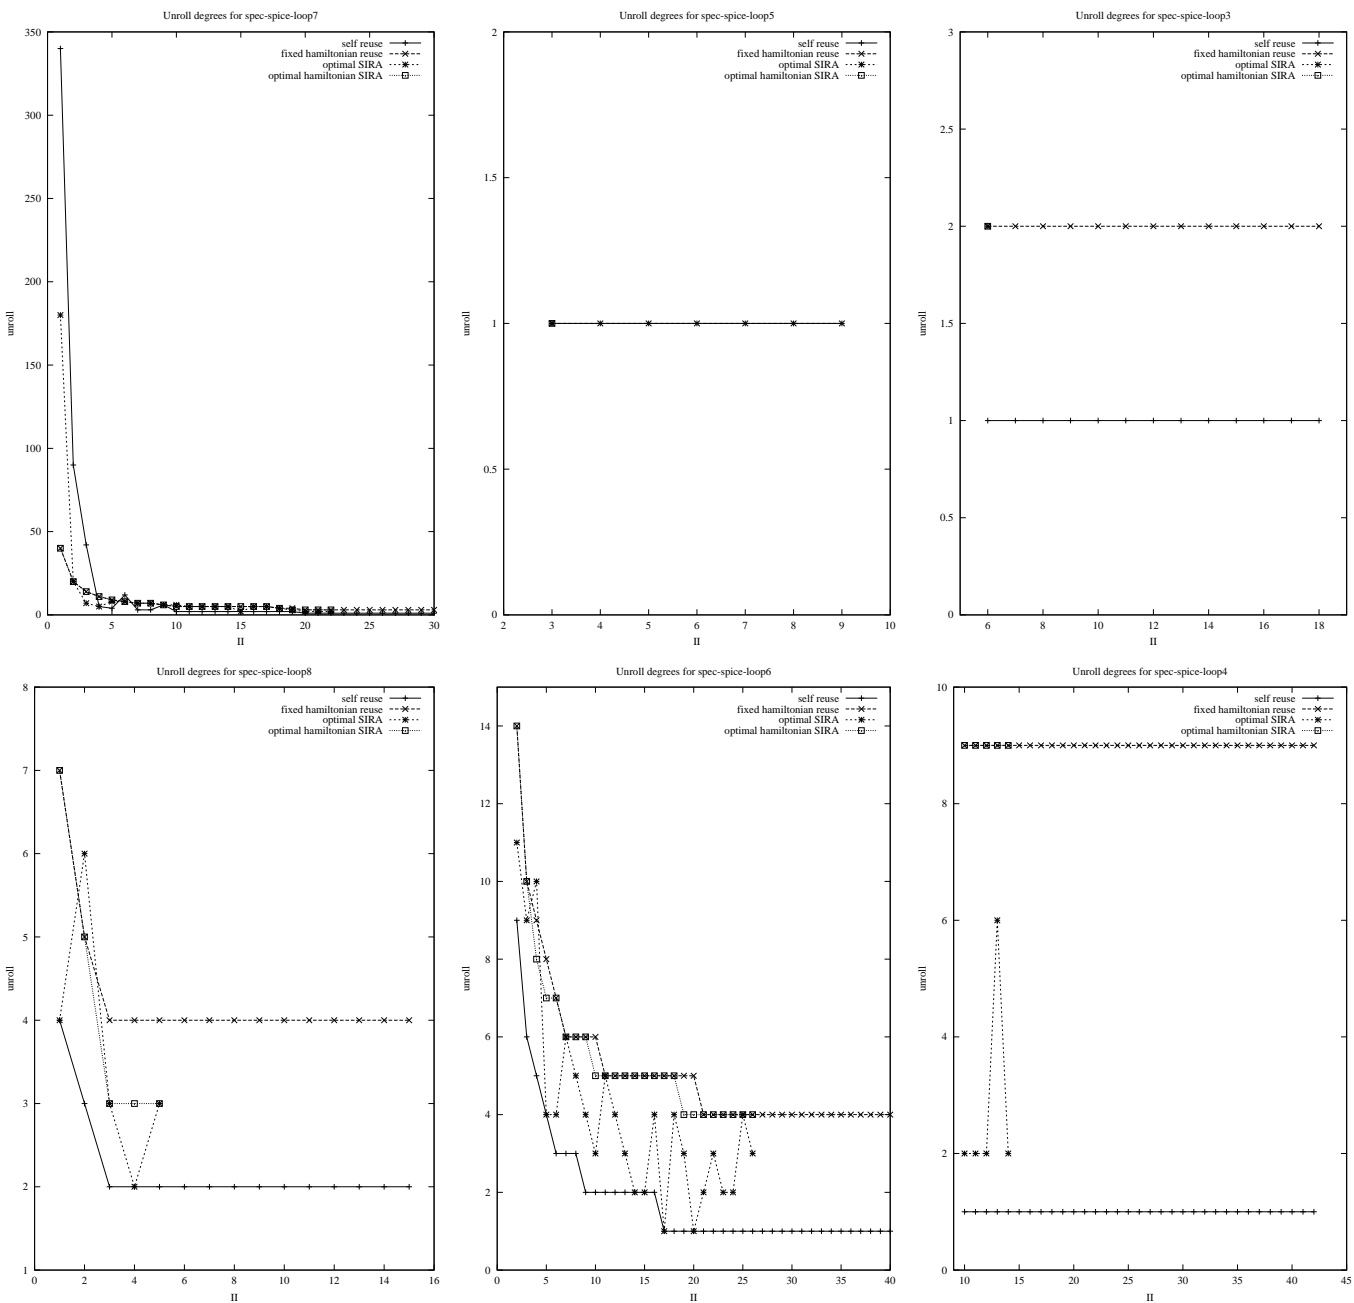 Unroll degrees for spec-spice-loop7
self reuse
fixed hamiltonian reuse
optimal SIRA
optimal hamiltonian SIRA
350
300
250
200
150
100
50
0
unroll
0 5 10 15 20 25 30
II
Unroll degrees for spec-spice-loop5
self reuse
fixed hamiltonian reuse
optimal SIRA
optimal hamiltonian SIRA
2
1.5
1
0.5
0
unroll
2 3 4 5 6 7 8 9 10
II
Unroll degrees for spec-spice-loop3
self reuse
fixed hamiltonian reuse
optimal SIRA
optimal hamiltonian SIRA
3
2.5
2
1.5
1
0.5
0
unroll
6 8 10 12 14 16 18
II
Unroll degrees for spec-spice-loop8
self reuse
fixed hamiltonian reuse
optimal SIRA
optimal hamiltonian SIRA
8
7
6
5
4
3
2
1
unroll
0 2 4 6 8 10 12 14 16
II
Unroll degrees for spec-spice-loop6
self reuse
fixed hamiltonian reuse
optimal SIRA
optimal hamiltonian SIRA
14
12
10
8
6
4
2
0
unroll
0 5 10 15 20 25 30 35 40
II
Unroll degrees for spec-spice-loop4
self reuse
fixed hamiltonian reuse
optimal SIRA
optimal hamiltonian SIRA
10
8
6
4
2
0
unroll
10 15 20 25 30 35 40 45
II